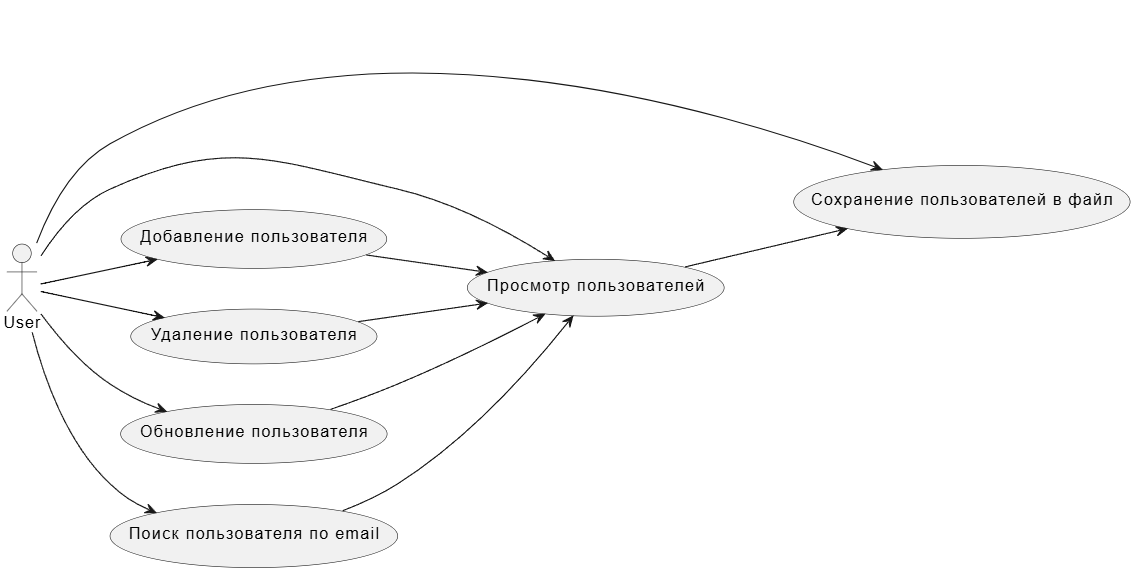 Сохранение пользователей в файл
Добавление пользователя
Просмотр пользователей
User
Удаление пользователя
Обновление пользователя
Поиск пользователя по email